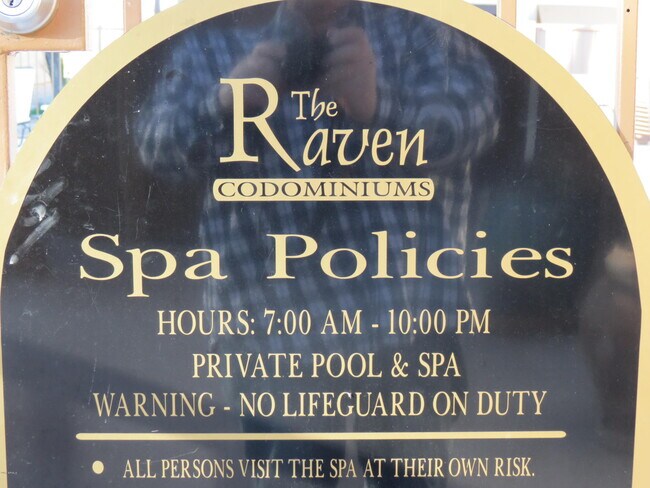 The
Raven
CODOMINIUMS
Spa Policies
HOURS: 7:00 AM - 10:00 PM
PRIVATE POOL & SPA
WARNING - NO LIFEGUARD ON DUTY
• ALL PERSONS VISIT THE SPA AT THEIR OWN RISK.